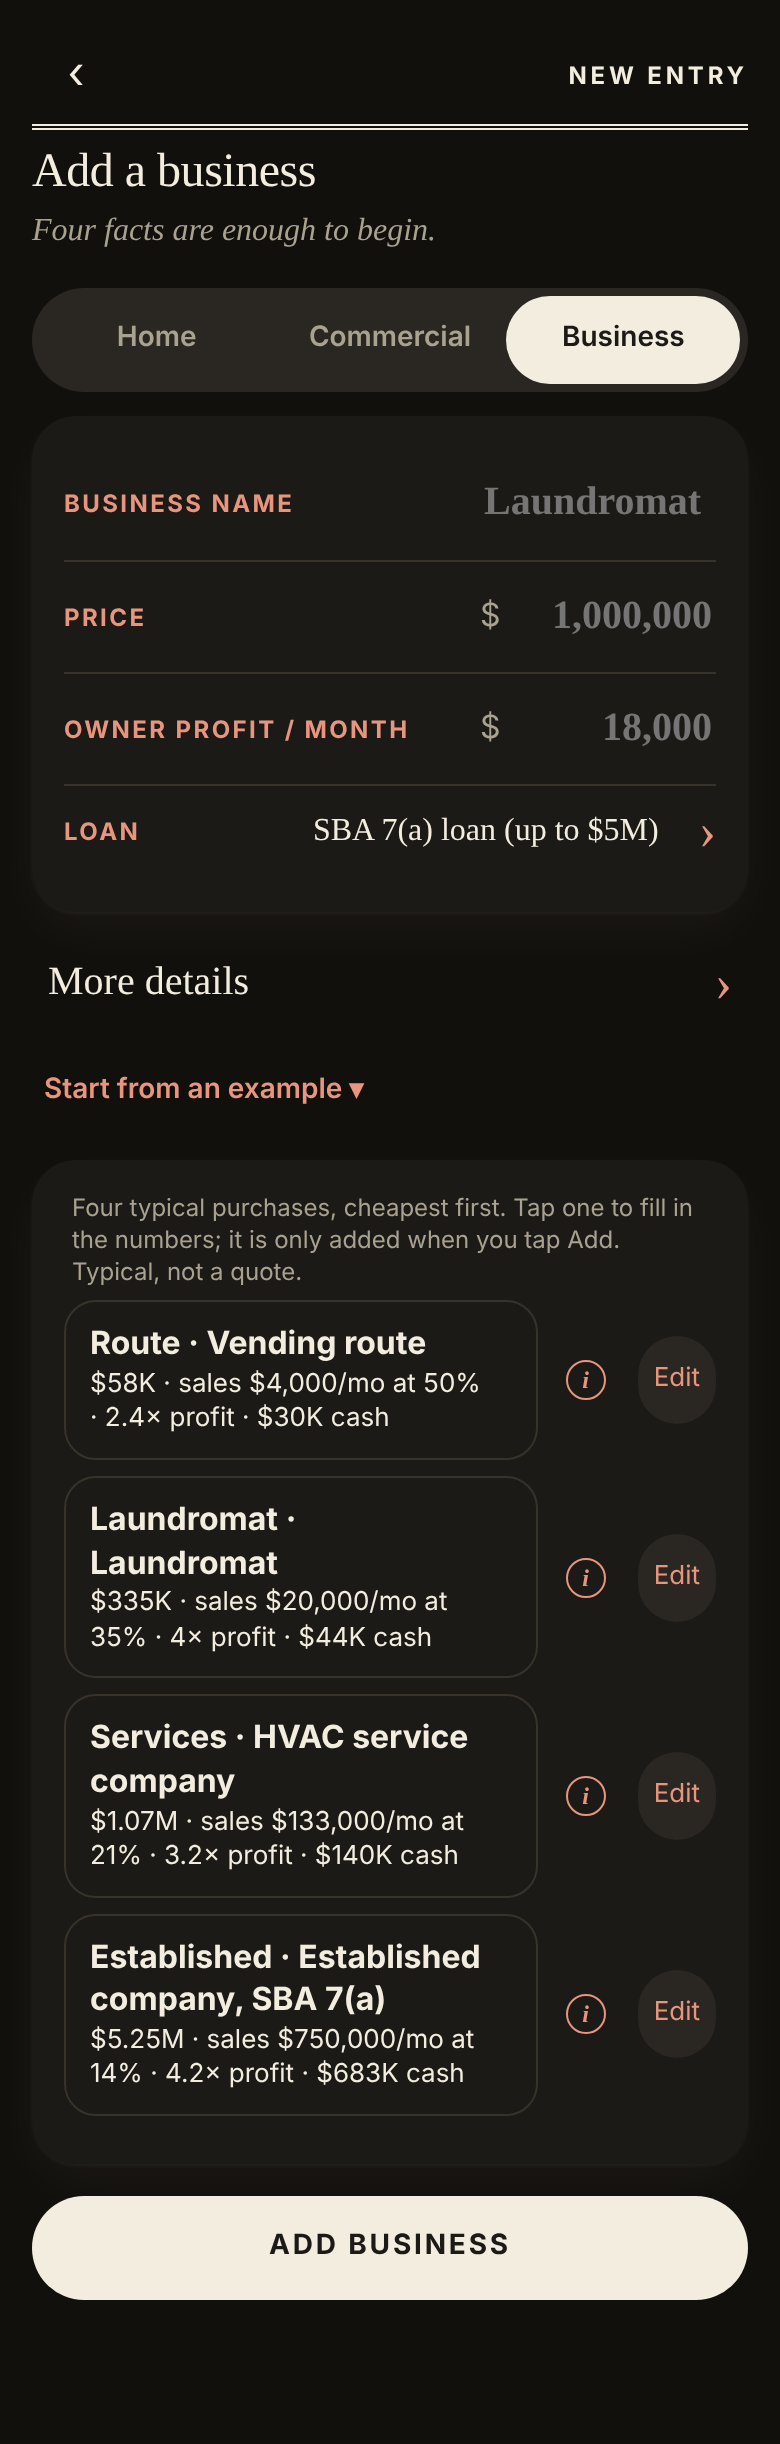 ‹
NEW ENTRY
Add a business
Four facts are enough to begin.
Home Commercial Business
BUSINESS NAME Laundromat
PRICE $ 1,000,000
OWNER PROFIT / MONTH $ 18,000
LOAN SBA 7(a) loan (up to $5M) ›
More details ›
Start from an example ▾
Four typical purchases, cheapest first. Tap one to fill in
the numbers; it is only added when you tap Add.
Typical, not a quote.
Route · Vending route
$58K · sales $4,000/mo at 50%
· 2.4× profit · $30K cash
i Edit
Laundromat ·
Laundromat
$335K · sales $20,000/mo at
35% · 4× profit · $44K cash
i Edit
Services · HVAC service
company
$1.07M · sales $133,000/mo at
21% · 3.2× profit · $140K cash
i Edit
Established · Established
company, SBA 7(a)
$5.25M · sales $750,000/mo at
14% · 4.2× profit · $683K cash
i Edit
ADD BUSINESS